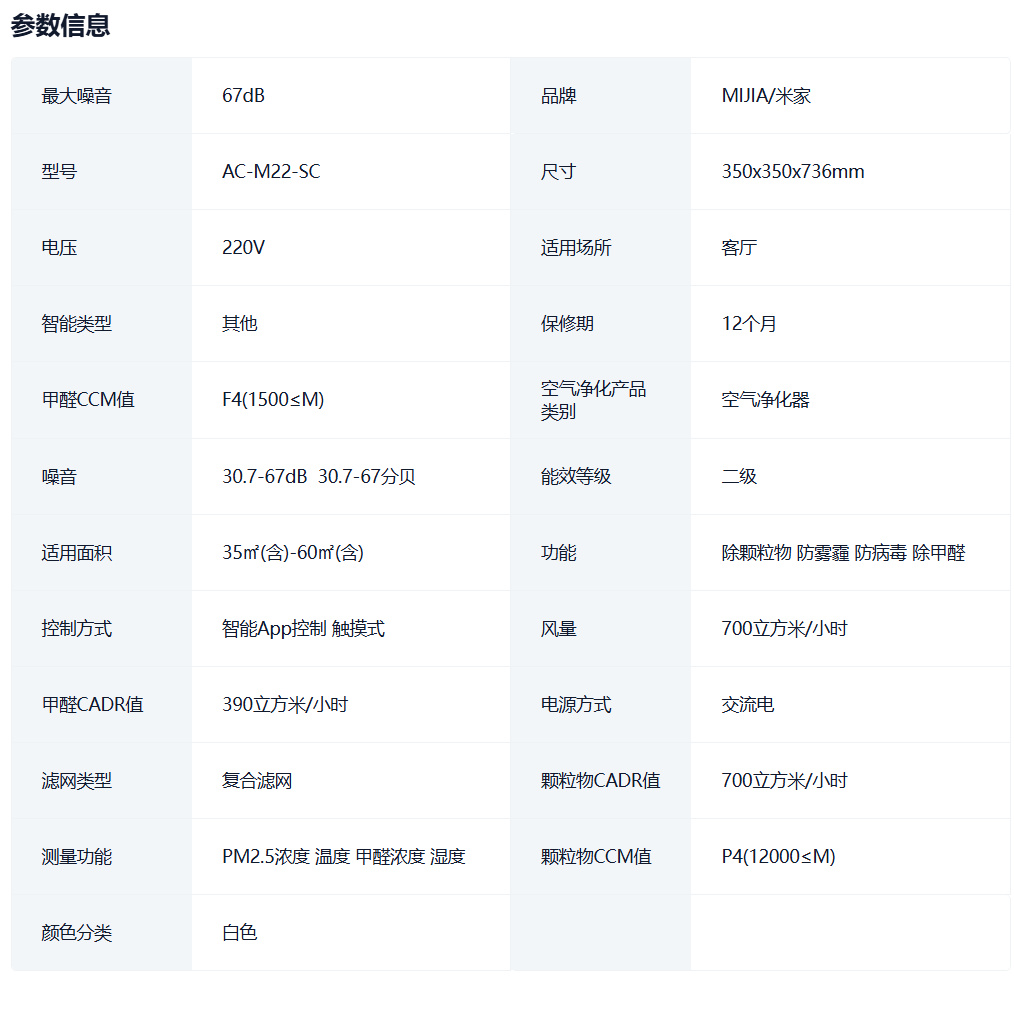 参数信息
最大噪音 67dB 品牌 MIJIA/米家
型号 AC-M22-SC 尺寸 350x350x736mm
电压 220V 适用场所 客厅
智能类型 其他 保修期 12个月
甲醛CCM值 F4(1500≤M) 空气净化产品
类别 空气净化器
噪音 30.7-67dB 30.7-67分贝 能效等级 二级
适用面积 35㎡(含)-60㎡(含) 功能 除颗粒物 防雾霾 防病毒 除甲醛
控制方式 智能App控制 触摸式 风量 700立方米/小时
甲醛CADR值 390立方米/小时 电源方式 交流电
滤网类型 复合滤网 颗粒物CADR值 700立方米/小时
测量功能 PM2.5浓度 温度 甲醛浓度 湿度 颗粒物CCM值 P4(12000≤M)
颜色分类 白色